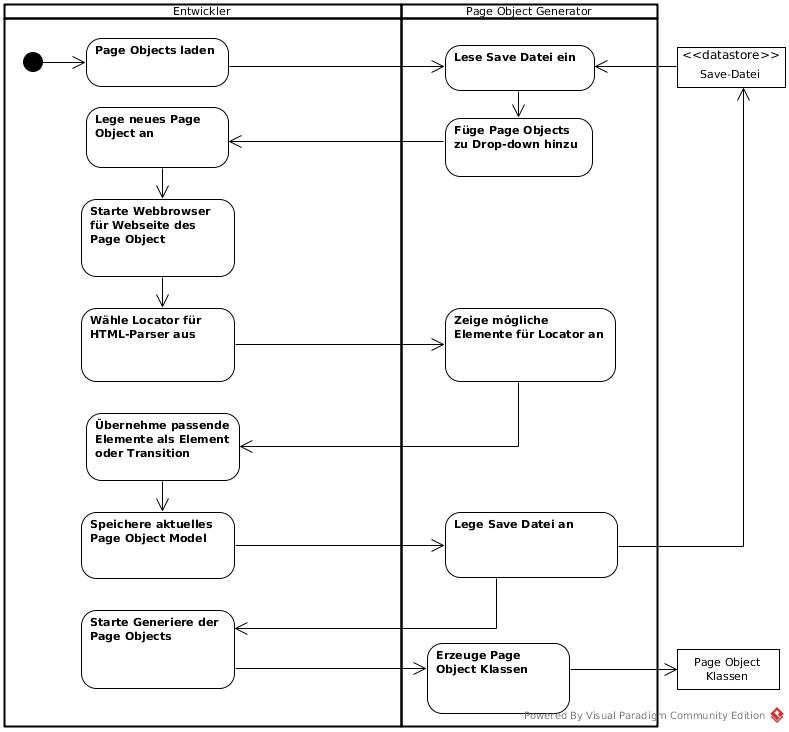 Entwickler
Page Object Generator
Page Objects laden
Lese Save Datei ein
<<datastore>>
Save-Datei
Lege neues Page
Object an
Füge Page Objects
zu Drop-down hinzu
Starte Webbrowser
für Webseite des
Page Object
Wähle Locator für
HTML-Parser aus
Zeige mögliche
Elemente für Locator an
Übernehme passende
Elemente als Element
oder Transition
Speichere aktuelles
Page Object Model
Lege Save Datei an
Starte Generiere der
Page Objects
Erzeuge Page
Object Klassen
Page Object
Klassen
Powered By Visual Paradigm Community Edition